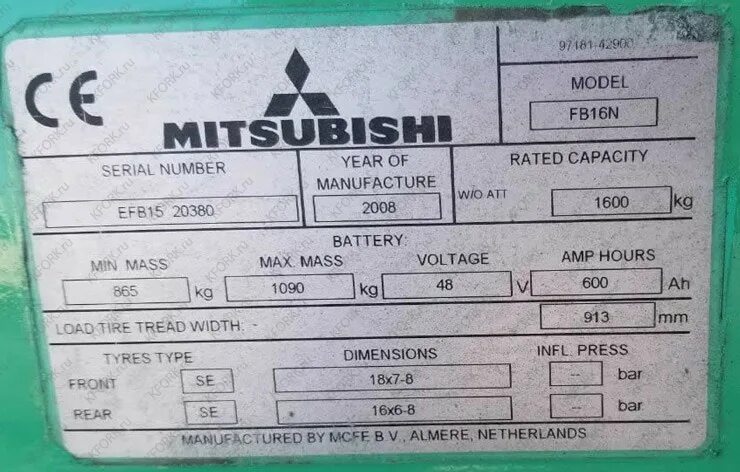 97181-42900
CE
MODEL
FB16N
MITSUBISHI
SERIAL NUMBER
EFB15 20380
YEAR OF
MANUFACTURE
2008
RATED CAPACITY
W/O ATT 1600 kg
BATTERY:
MIN MASS MAX. MASS VOLTAGE AMP HOURS
865 kg 1090 kg 48 V 600 Ah
LOAD TIRE TREAD WIDTH: - 913 mm
TYRES TYPE DIMENSIONS INFL. PRESS
FRONT SE 18x7-8 -- bar
REAR SE 16x6-8 -- bar
MANUFACTURED BY MCFE B.V., ALMERE, NETHERLANDS
KFORK.ru